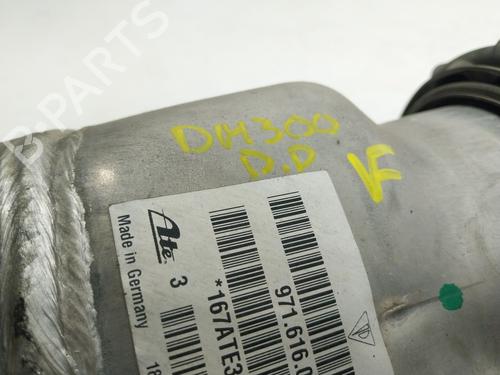 B-PARTS
DM300
D.D
VF
Ate 3
Made in Germany
*167ATE3
971.616.0
18